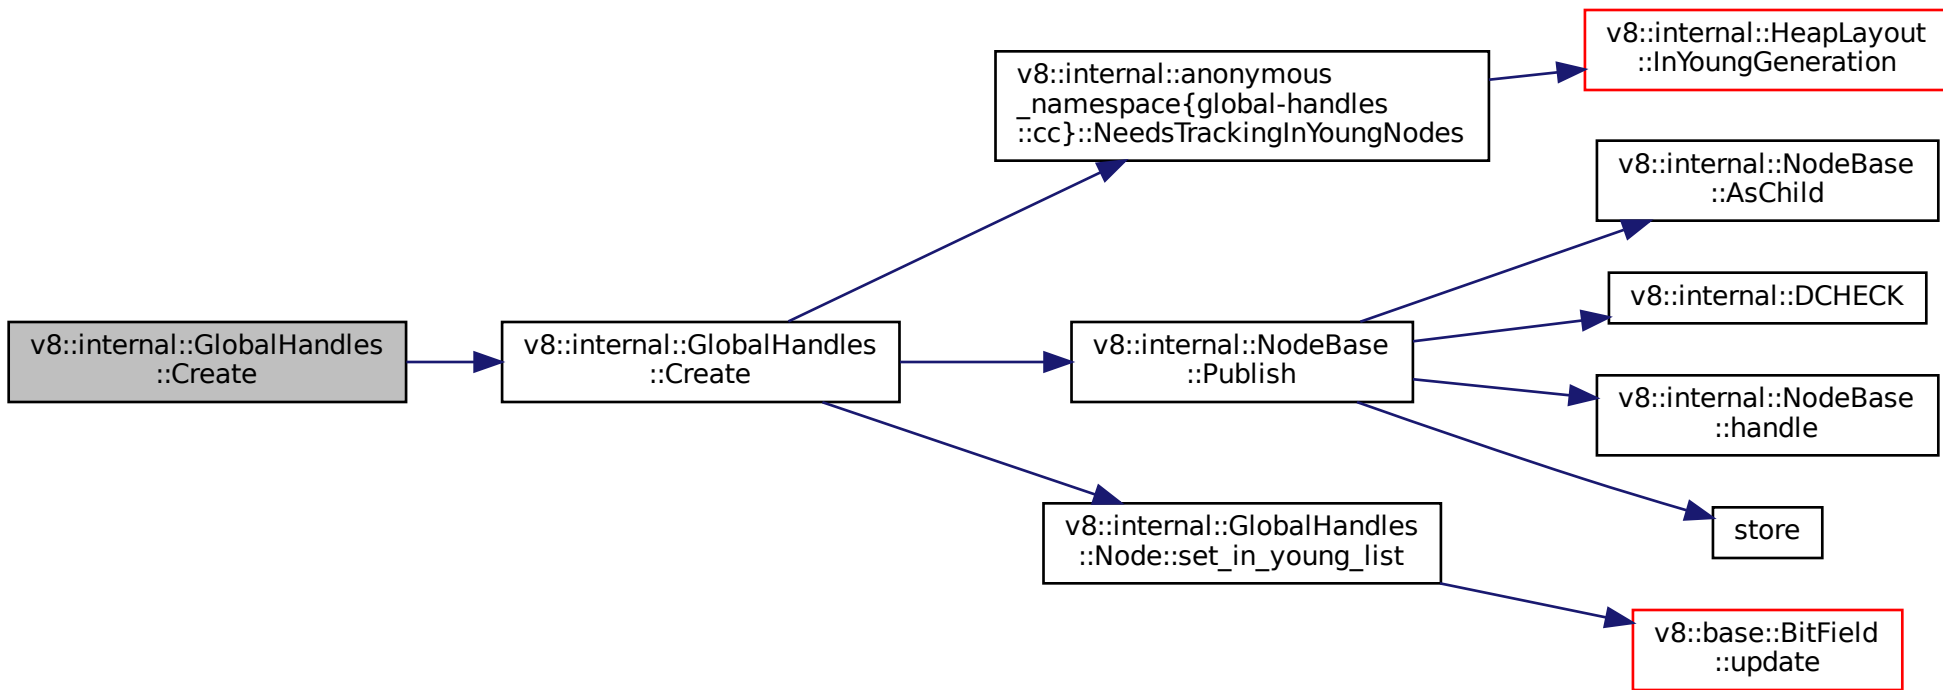 v8::internal::GlobalHandles
::Create
v8::internal::GlobalHandles
::Create
v8::internal::anonymous
_namespace{global-handles
::cc}::NeedsTrackingInYoungNodes
v8::internal::HeapLayout
::InYoungGeneration
v8::internal::NodeBase
::Publish
v8::internal::NodeBase
::AsChild
v8::internal::DCHECK
v8::internal::NodeBase
::handle
store
v8::internal::GlobalHandles
::Node::set_in_young_list
v8::base::BitField
::update